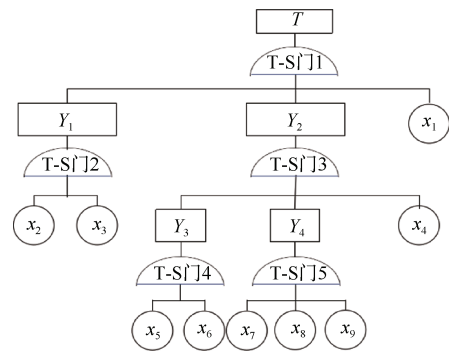 T
T-S门1
Y1 Y2 x1
T-S门2 T-S门3
x2 x3 Y3 Y4 x4
T-S门4 T-S门5
x5 x6 x7 x8 x9